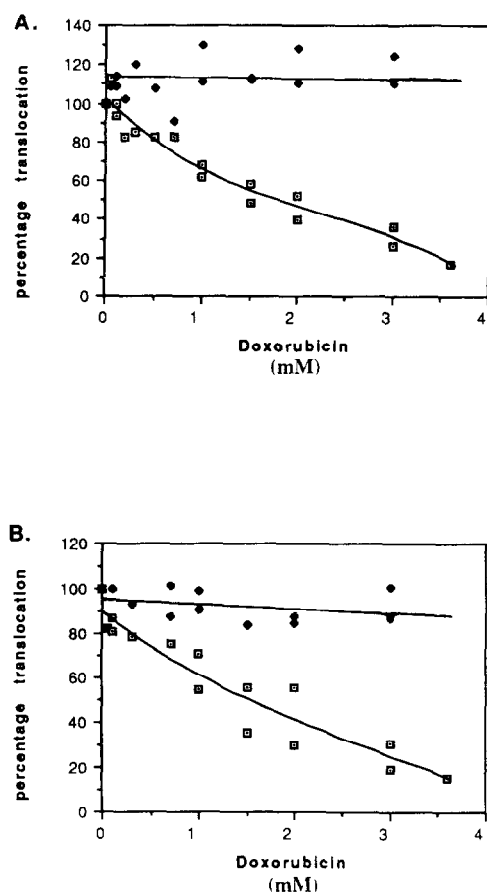 A.
140
120
100
80
60
40
20
0
percentage translocation
0 1 2 3 4
Doxorubicin
(mM)
B.
120
100
80
60
40
20
0
percentage translocation
0 1 2 3 4
Doxorubicin
(mM)